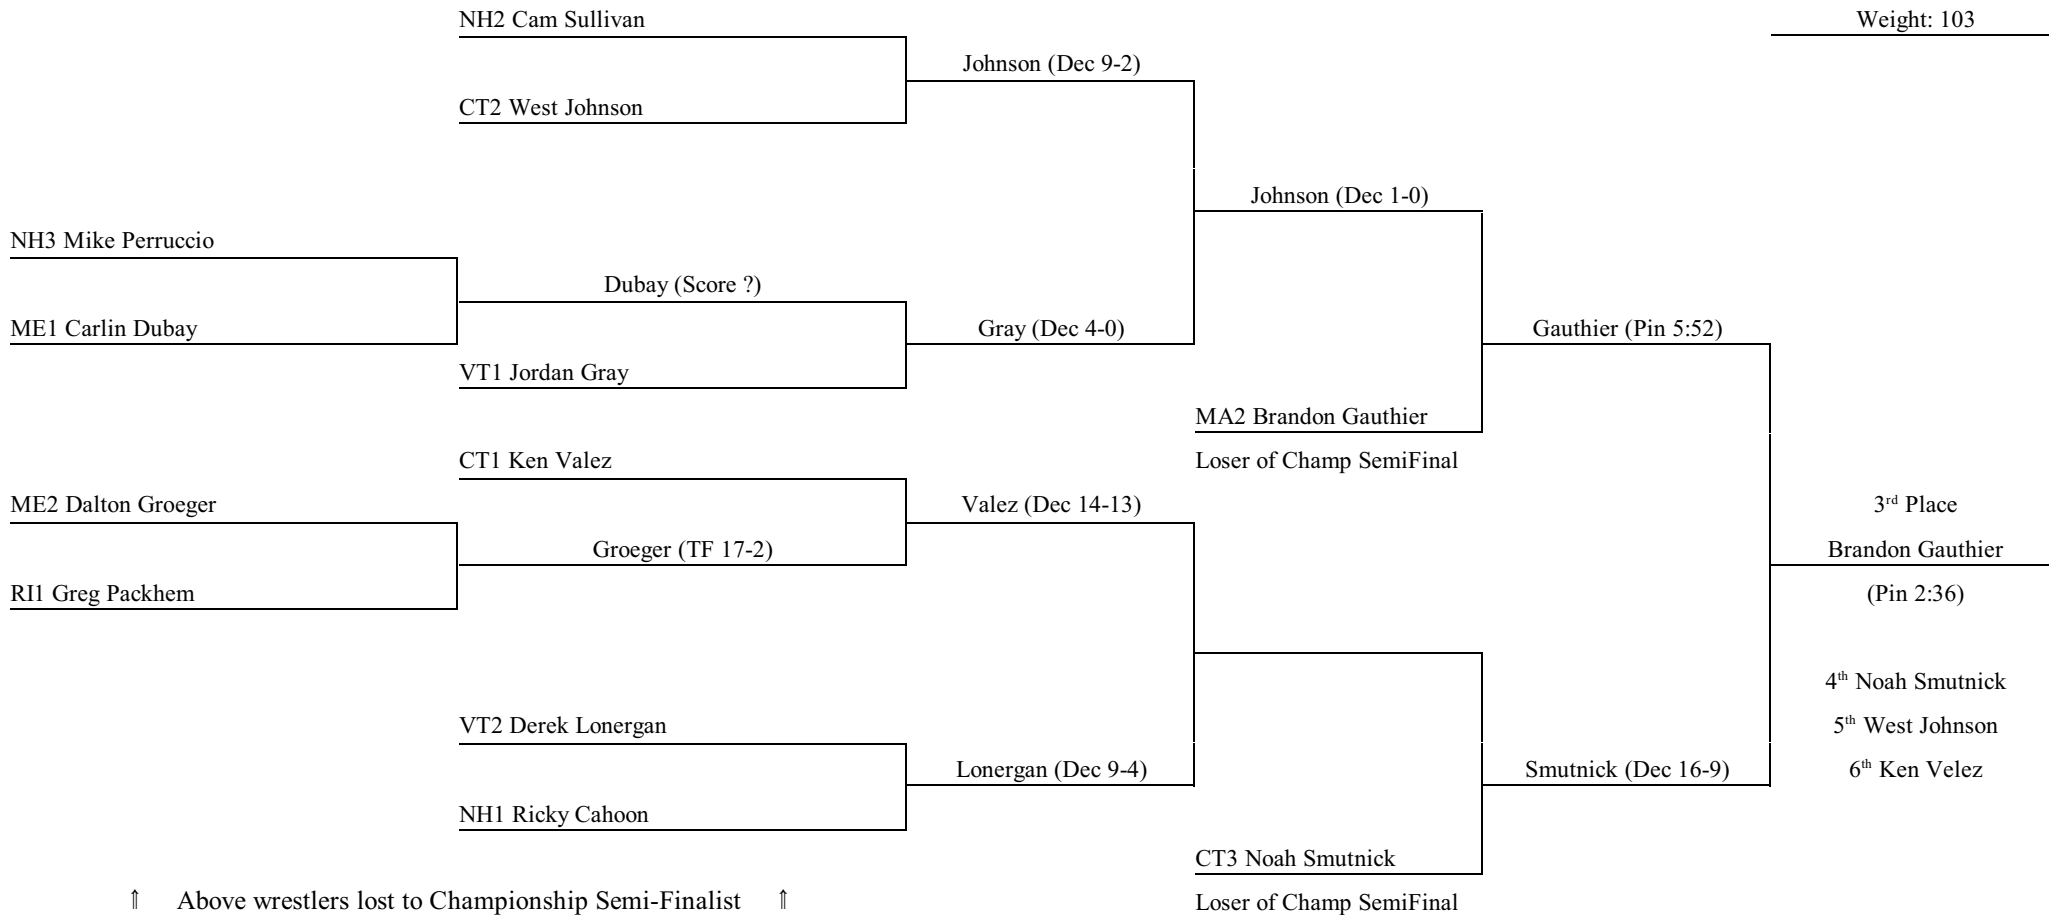 NH2 Cam Sullivan
Weight: 103
Johnson (Dec 9-2)
CT2 West Johnson
Johnson (Dec 1-0)
NH3 Mike Perruccio
Dubay (Score ?)
ME1 Carlin Dubay
Gray (Dec 4-0)
Gauthier (Pin 5:52)
VT1 Jordan Gray
MA2 Brandon Gauthier
CT1 Ken Valez
Loser of Champ SemiFinal
ME2 Dalton Groeger
Valez (Dec 14-13)
3rd Place
Groeger (TF 17-2)
Brandon Gauthier
RI1 Greg Packhem
(Pin 2:36)
4th Noah Smutnick
VT2 Derek Lonergan
5th West Johnson
Lonergan (Dec 9-4)
Smutnick (Dec 16-9)
6th Ken Velez
NH1 Ricky Cahoon
CT3 Noah Smutnick
⇑ Above wrestlers lost to Championship Semi-Finalist ⇑
Loser of Champ SemiFinal